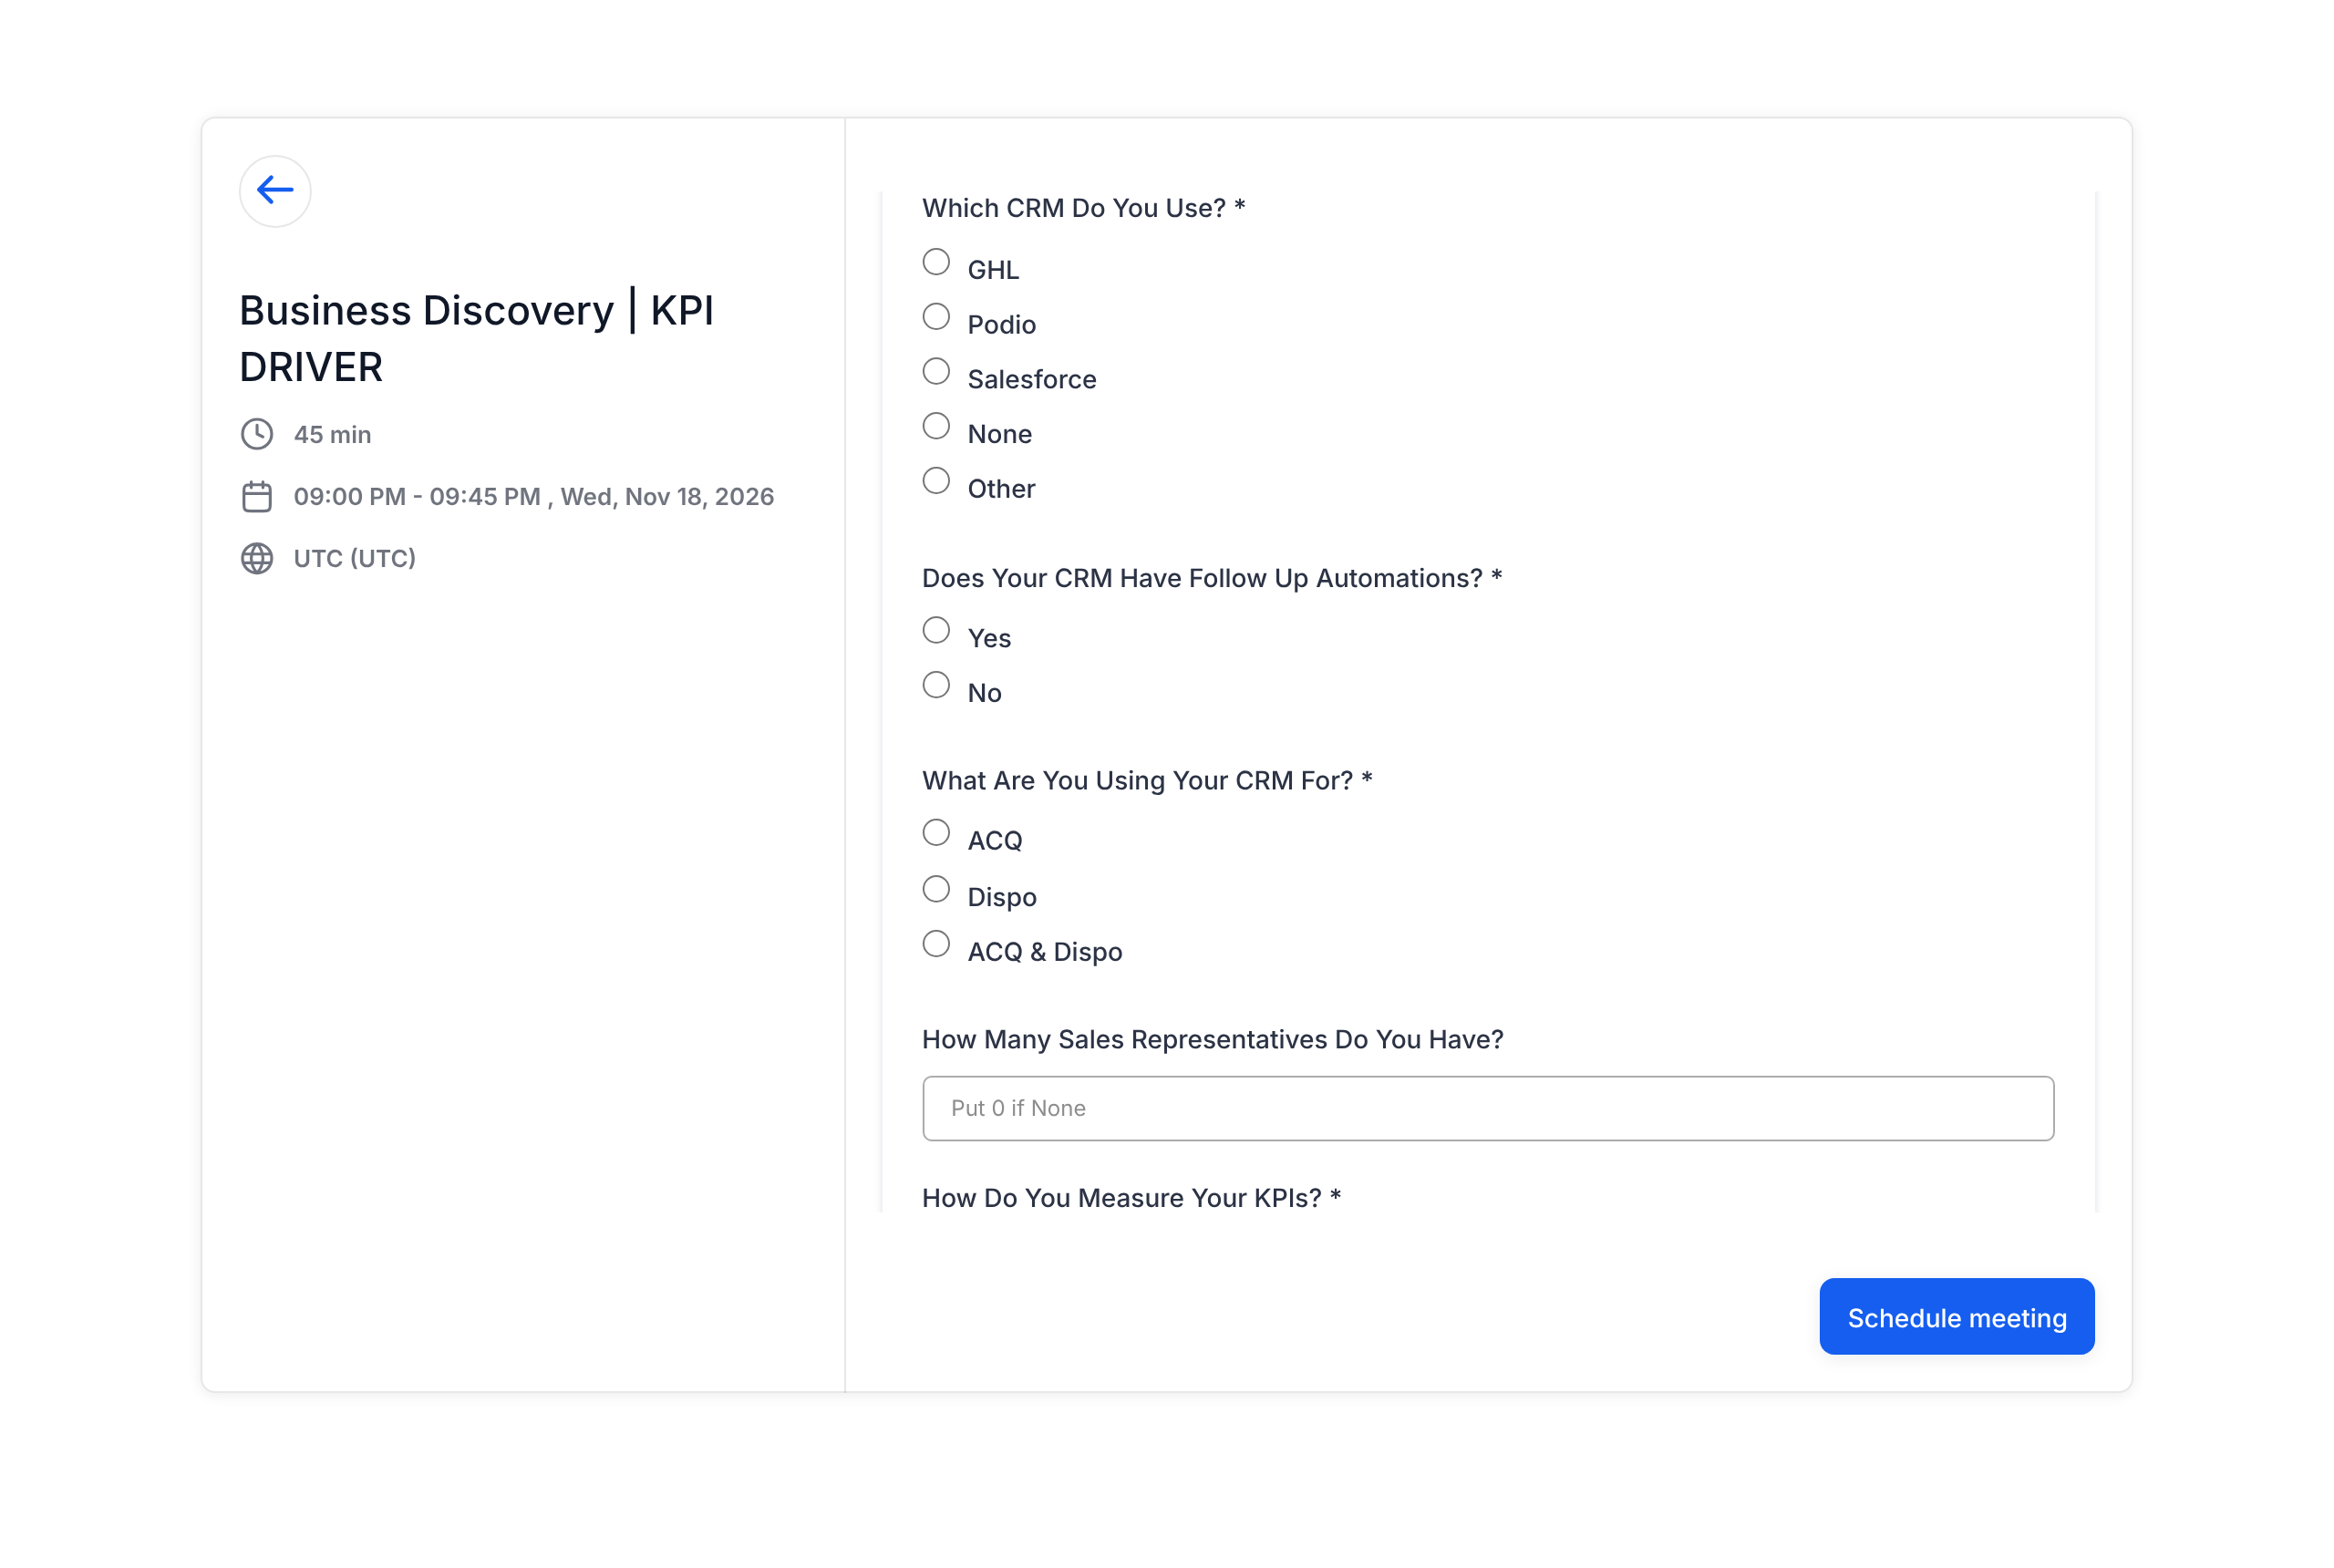 Business Discovery | KPI
DRIVER
45 min
09:00 PM - 09:45 PM , Wed, Nov 18, 2026
UTC (UTC)
Which CRM Do You Use? *
GHL
Podio
Salesforce
None
Other
Does Your CRM Have Follow Up Automations? *
Yes
No
What Are You Using Your CRM For? *
ACQ
Dispo
ACQ & Dispo
How Many Sales Representatives Do You Have?
Put 0 if None
How Do You Measure Your KPIs? *
Schedule meeting